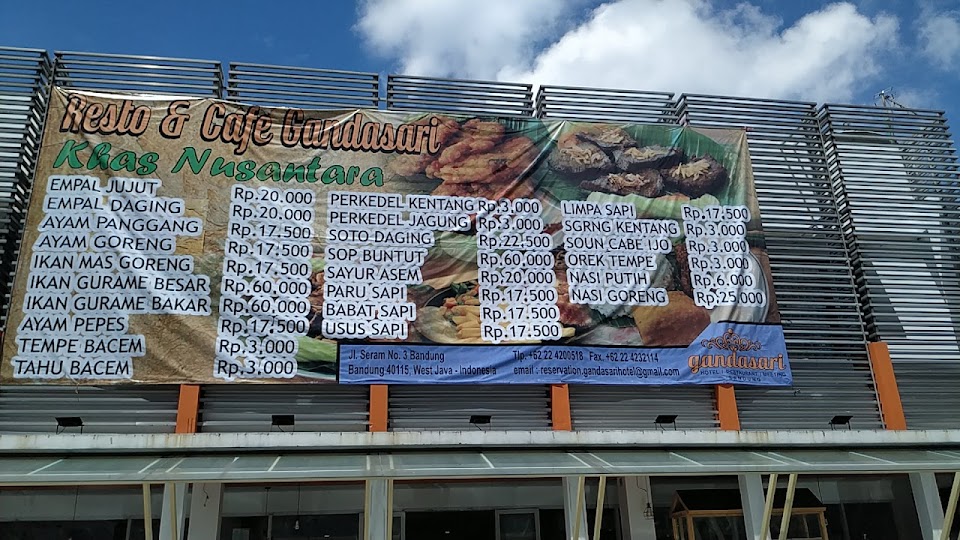 Resto & Cafe Gandasari
Khas Nusantara
EMPAL JUJUT Rp.20.000
EMPAL DAGING Rp.20.000
AYAM PANGGANG Rp.17.500
AYAM GORENG Rp.17.500
IKAN MAS GORENG Rp.17.500
IKAN GURAME BESAR Rp.60.000
IKAN GURAME BAKAR Rp.60.000
AYAM PEPES Rp.17.500
TEMPE BACEM Rp.3.000
TAHU BACEM Rp.3.000
PERKEDEL KENTANG Rp.3.000
PERKEDEL JAGUNG Rp.3.000
SOTO DAGING Rp.22,500
SOP BUNTUT Rp.60.000
SAYUR ASEM Rp.20.000
PARU SAPI Rp.17.500
BABAT SAPI Rp.17.500
USUS SAPI Rp.17.500
LIMPA SAPI Rp.17.500
SGRNG KENTANG Rp.3.000
SOUN CABE IJO Rp.3.000
OREK TEMPE Rp.3.000
NASI PUTIH Rp.6.000
NASI GORENG Rp.25.000
Jl. Seram No. 3 Bandung
Bandung 40115, West Java - Indonesia
Tlp. +62 22 4200518 Fax. +62 22 4232114
email : reservation.gandasarihotel@gmail.com
gandasari
HOTEL | RESTAURANT | MEETING
BANDUNG